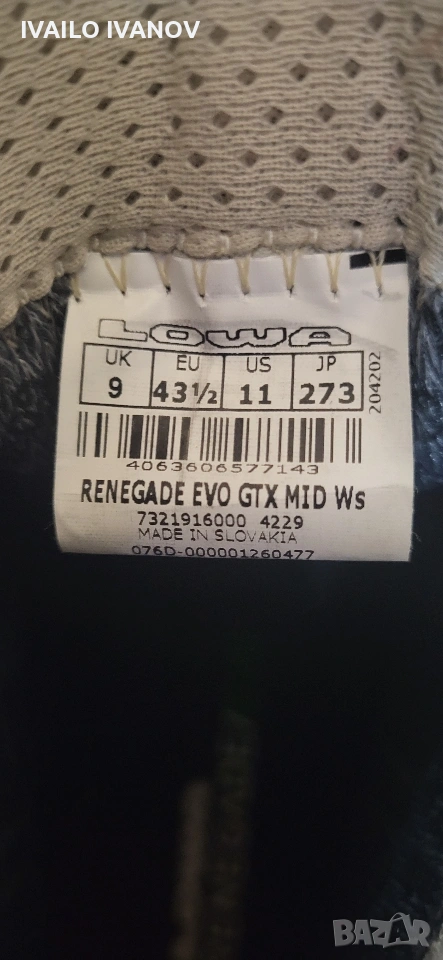 IVAILO IVANOV
LOWA
UK EU US JP
9 43½ 11 273
204202
4063606577143
RENEGADE EVO GTX MID Ws
7321916000 4229
MADE IN SLOVAKIA
076D-000001260477
BAZAR